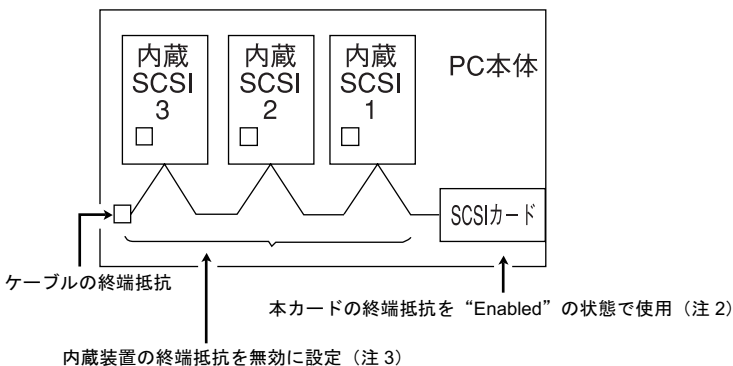 内蔵
SCSI
3
内蔵
SCSI
2
内蔵
SCSI
1
PC本体
SCSIカード
ケーブルの終端抵抗
本カードの終端抵抗を“Enabled”の状態で使用（注 2）
内蔵装置の終端抵抗を無効に設定（注 3）